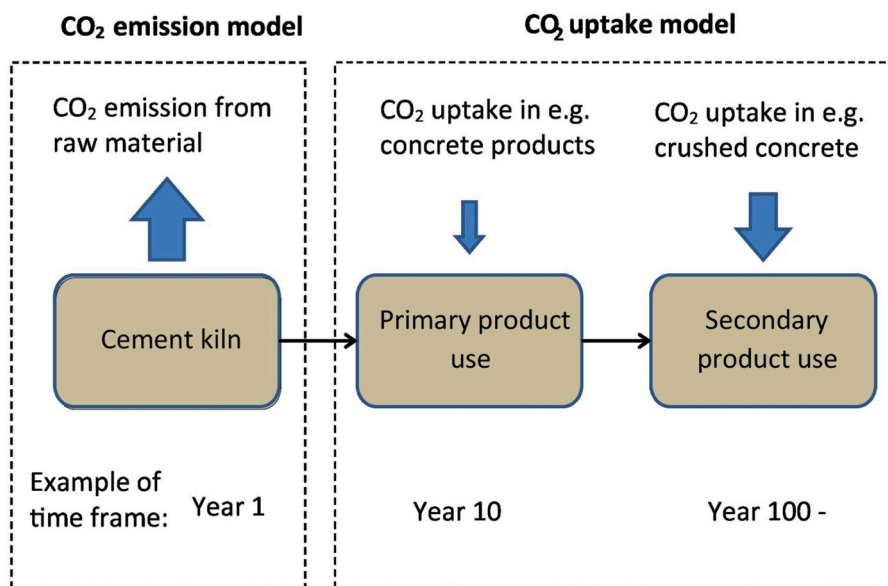 CO₂ emission model
CO₂ uptake model
CO₂ emission from
raw material
CO₂ uptake in e.g.
concrete products
CO₂ uptake in e.g.
crushed concrete
Cement kiln
Primary product
use
Secondary
product use
Example of
time frame:
Year 1
Year 10
Year 100 -